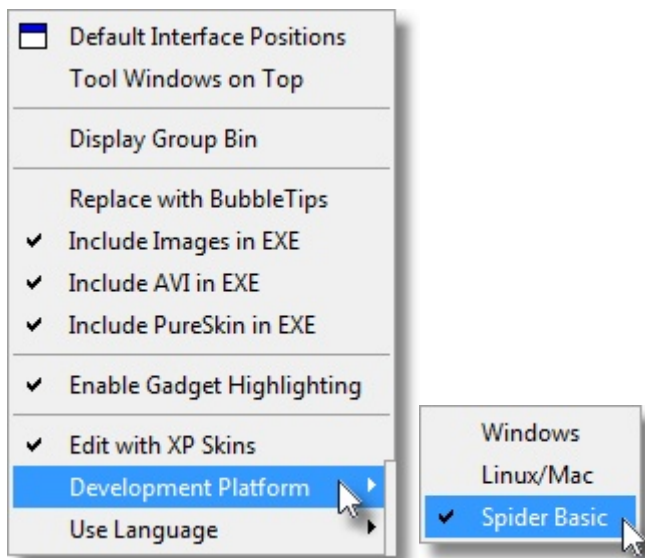 Default Interface Positions
Tool Windows on Top
Display Group Bin
Replace with BubbleTips
Include Images in EXE
Include AVI in EXE
Include PureSkin in EXE
Enable Gadget Highlighting
Edit with XP Skins
Development Platform
Use Language
Windows
Linux/Mac
Spider Basic